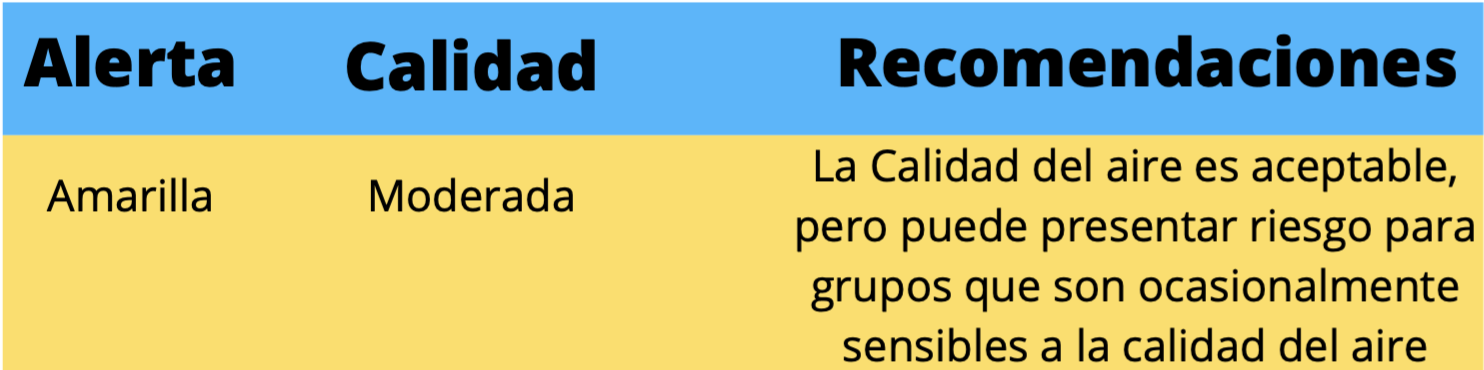 Alerta Calidad Recomendaciones
Amarilla Moderada
La Calidad del aire es aceptable,
pero puede presentar riesgo para
grupos que son ocasionalmente
sensibles a la calidad del aire